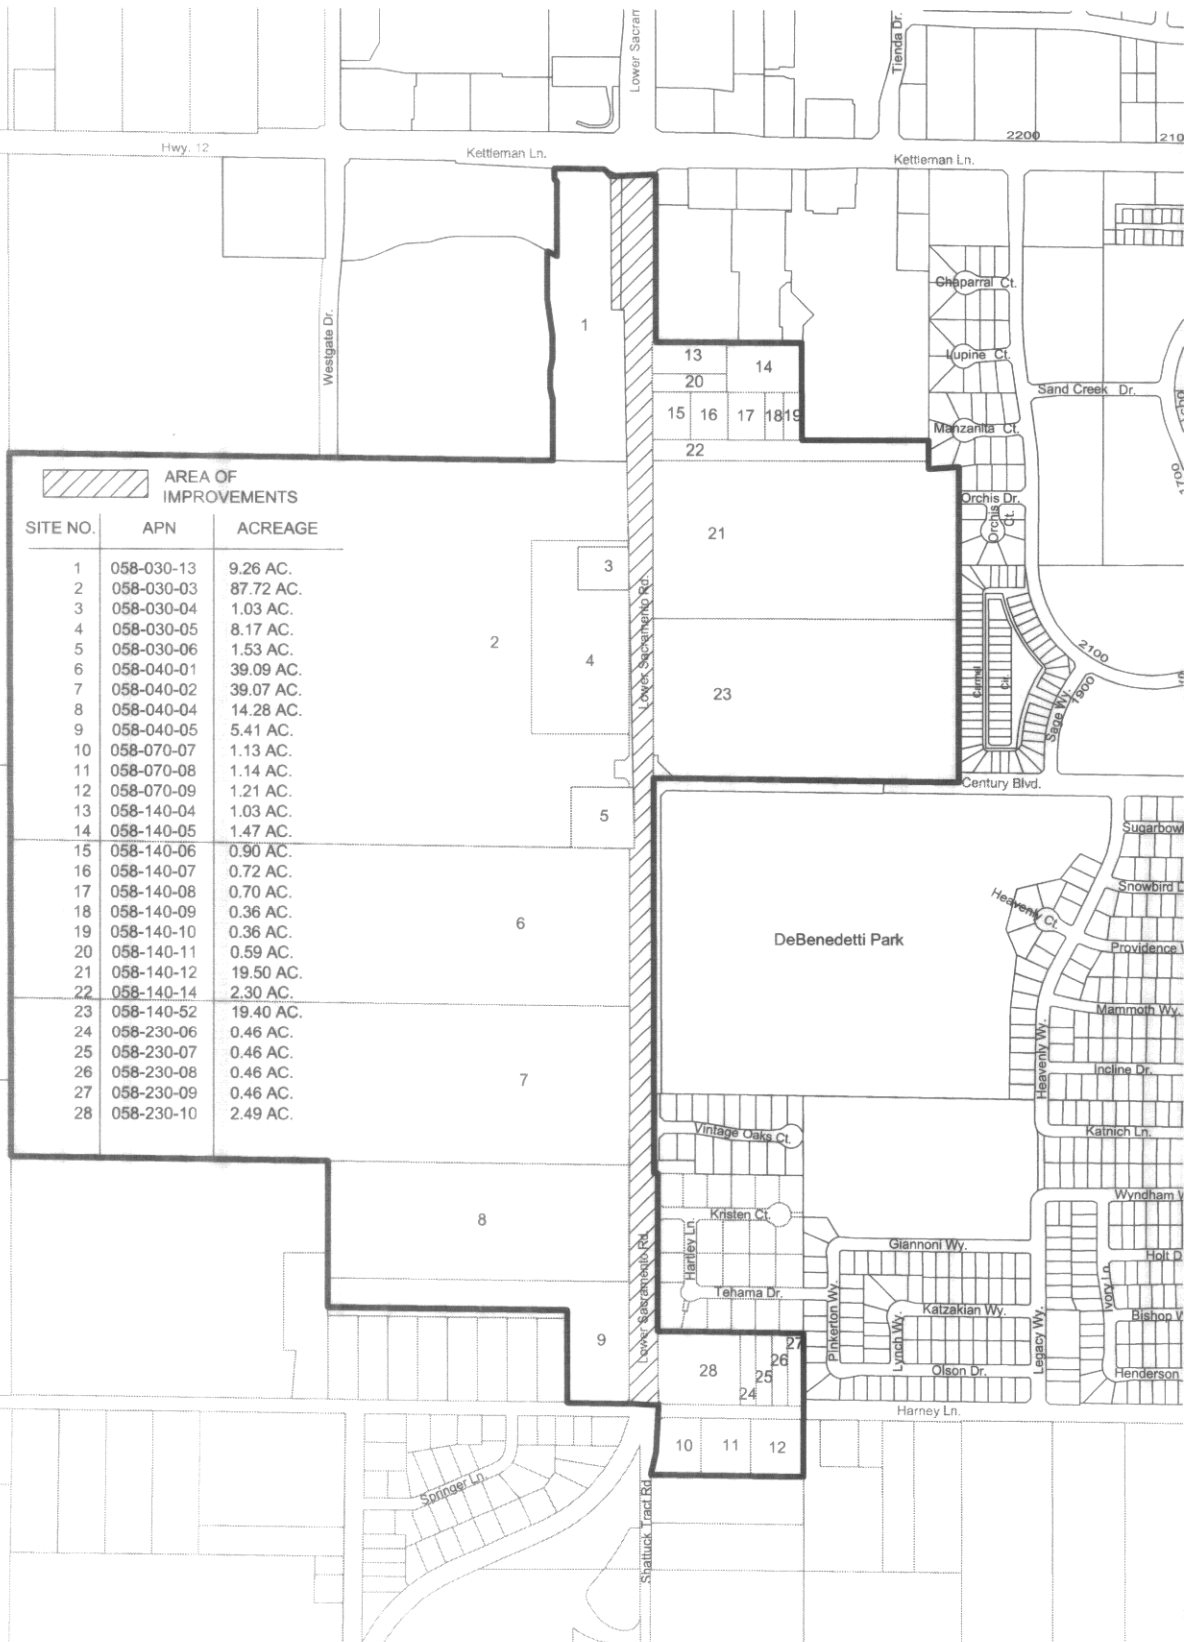 Lower Sacram
Tienda Dr.
2200
210
Hwy. 12
Kettleman Ln.
Kettleman Ln.
Westgate Dr.
Chaparral Ct.
1
Lupine Ct.
13
14
20
Sand Creek Dr.
15 16 17 18 19
Manzanita Ct.
22
1700
AREA OF
IMPROVEMENTS
Orchis Dr.
Orchis Ct.
SITE NO. APN ACREAGE
1 058-030-13 9.26 AC.
2 058-030-03 87.72 AC.
3 058-030-04 1.03 AC.
4 058-030-05 8.17 AC.
5 058-030-06 1.53 AC.
6 058-040-01 39.09 AC.
7 058-040-02 39.07 AC.
8 058-040-04 14.28 AC.
9 058-040-05 5.41 AC.
10 058-070-07 1.13 AC.
11 058-070-08 1.14 AC.
12 058-070-09 1.21 AC.
13 058-140-04 1.03 AC.
14 058-140-05 1.47 AC.
15 058-140-06 0.90 AC.
16 058-140-07 0.72 AC.
17 058-140-08 0.70 AC.
18 058-140-09 0.36 AC.
19 058-140-10 0.36 AC.
20 058-140-11 0.59 AC.
21 058-140-12 19.50 AC.
22 058-140-14 2.30 AC.
23 058-140-52 19.40 AC.
24 058-230-06 0.46 AC.
25 058-230-07 0.46 AC.
26 058-230-08 0.46 AC.
27 058-230-09 0.46 AC.
28 058-230-10 2.49 AC.
21
3
Lower Sacramento Rd.
2
4
23
2100
1900
Sage Wy.
Carmel Cir.
Century Blvd.
5
Sugarbowl
Snowbird L
Heavenly Ct.
6
DeBenedetti Park
Providence W
Mammoth Wy.
Heavenly Wy.
Incline Dr.
7
Vintage Oaks Ct.
Katnich Ln.
Wyndham W
8
Kristen Ct.
Hartley Ln.
Giannoni Wy.
Holt D
Ivory Ln.
Tehama Dr.
Lower Sacramento Rd.
Pinkerton Wy.
Katzakian Wy.
Lynch Wy.
Legacy Wy.
Bishop W
9
27
26
28
25
24
Olson Dr.
Henderson
Harney Ln.
10 11 12
Springer Ln.
Shattuck Tract Rd.